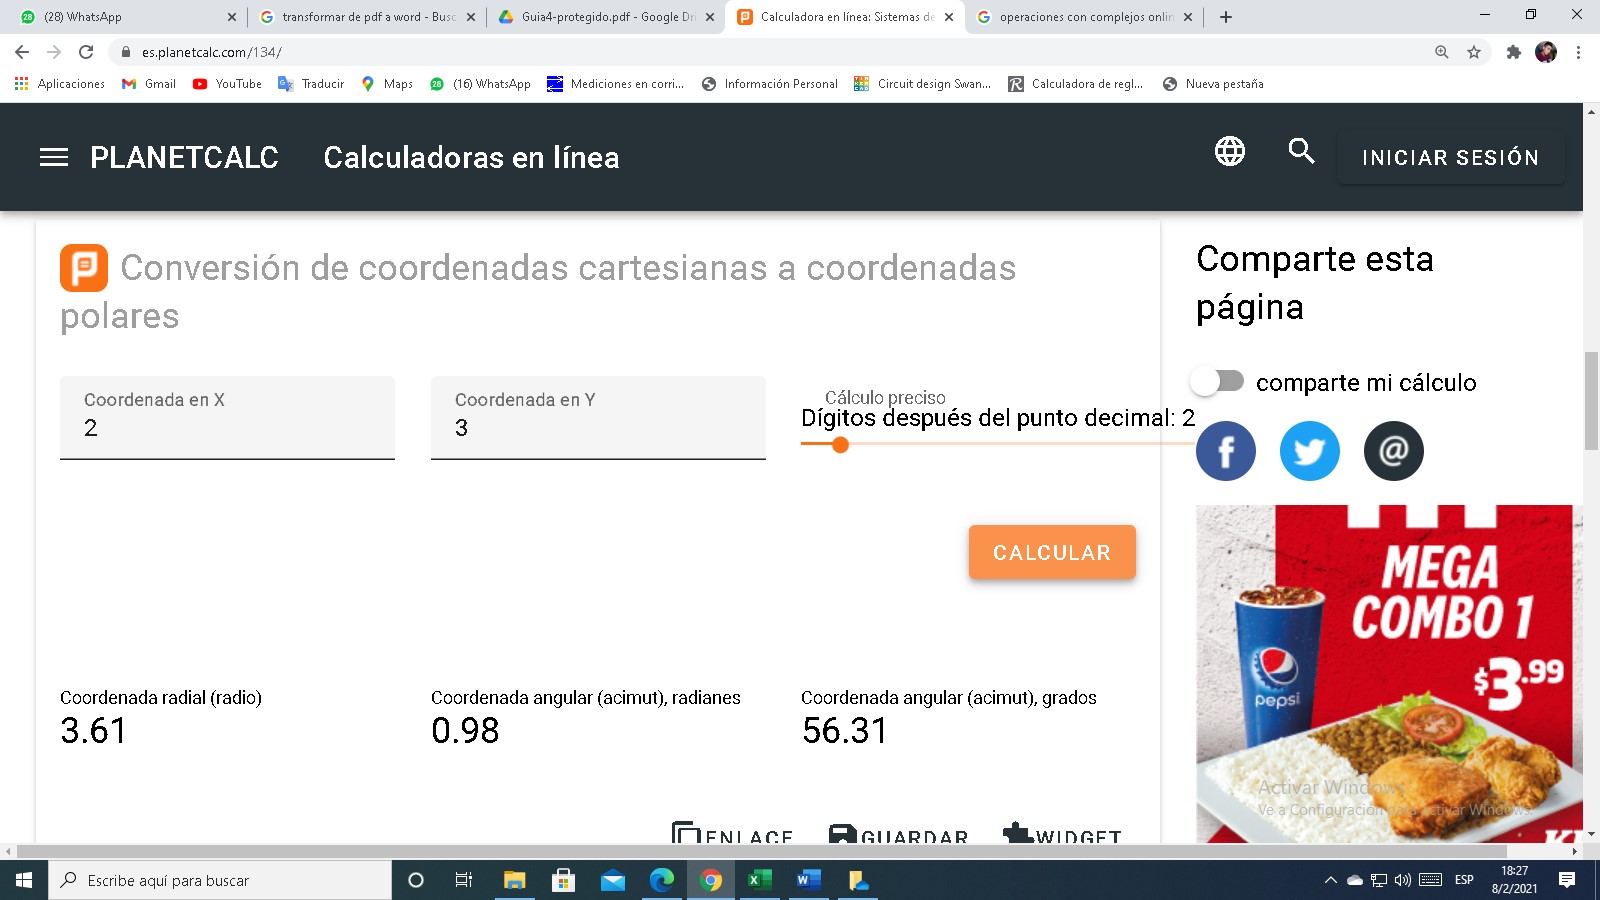 (28) WhatsApp
transformar de pdf a word - Busc
Guia4-protegido.pdf - Google Dri
Calculadora en línea: Sistemas de
operaciones con complejos onlin
es.planetcalc.com/134/
Aplicaciones
Gmail
YouTube
Traducir
Maps
(16) WhatsApp
Mediciones en corri...
Información Personal
Circuit design Swan...
Calculadora de regl...
Nueva pestaña
PLANETCALC
Calculadoras en línea
INICIAR SESIÓN
Conversión de coordenadas cartesianas a coordenadas
polares
Coordenada en X
2
Coordenada en Y
3
Cálculo preciso
Dígitos después del punto decimal: 2
CALCULAR
Coordenada radial (radio)
3.61
Coordenada angular (acimut), radianes
0.98
Coordenada angular (acimut), grados
56.31
ENLACE
GUARDAR
WIDGET
Comparte esta
página
comparte mi cálculo
MEGA
COMBO 1
$3.99
pepsi
Activar Windows
Ve a Configuración para activar Windows.
Escribe aquí para buscar
ESP
18:27
8/2/2021